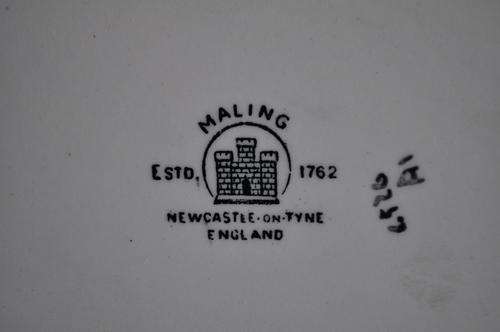 MALING
ESTD. 1762
NEWCASTLE·ON·TYNE
ENGLAND